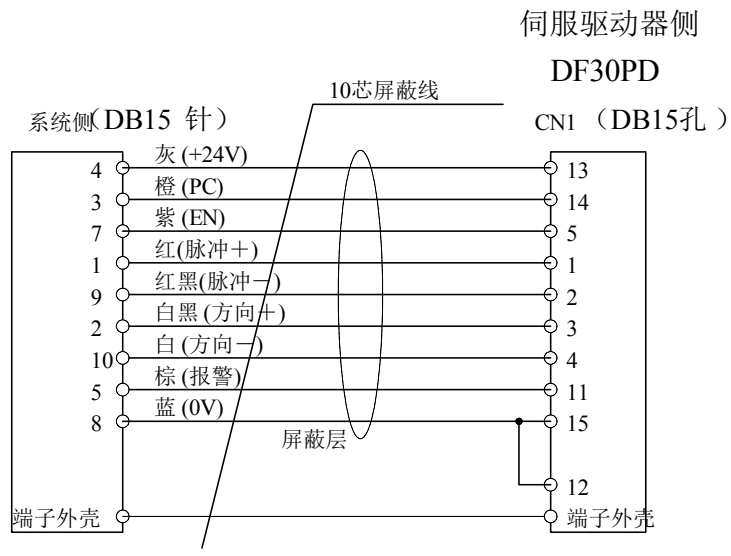 伺服驱动器侧
DF30PD
10芯屏蔽线
系统侧(DB15 针）
CN1 （DB15孔 ）
4 灰 (+24V) 13
3 橙 (PC) 14
7 紫 (EN) 5
1 红(脉冲＋) 1
9 红黑(脉冲－) 2
2 白黑 (方向＋) 3
10 白 (方向－) 4
5 棕 (报警) 11
8 蓝 (0V) 15
屏蔽层
12
端子外壳 端子外壳